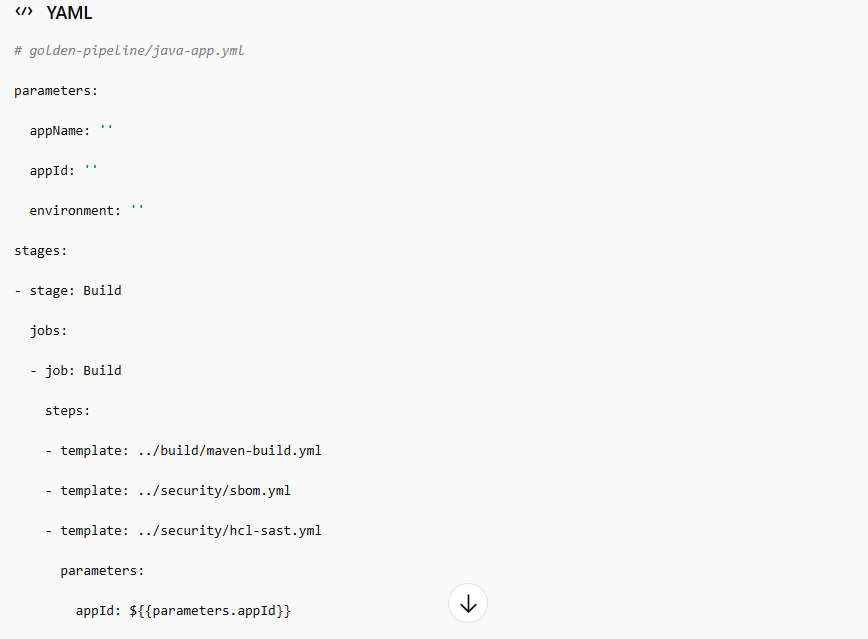 </> YAML
# golden-pipeline/java-app.yml
parameters:
  appName: ''
  appId: ''
  environment: ''
stages:
- stage: Build
  jobs:
  - job: Build
    steps:
    - template: ../build/maven-build.yml
    - template: ../security/sbom.yml
    - template: ../security/hcl-sast.yml
      parameters:
        appId: ${{parameters.appId}}